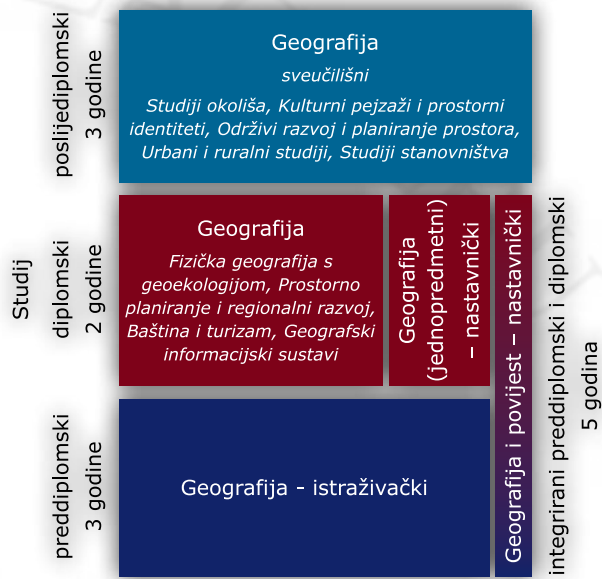 Studij
poslijediplomski
3 godine
Geografija
sveučilišni
Studiji okoliša, Kulturni pejzaži i prostorni
identiteti, Održivi razvoj i planiranje prostora,
Urbani i ruralni studiji, Studiji stanovništva
diplomski
2 godine
Geografija
Fizička geografija s
geoekologijom, Prostorno
planiranje i regionalni razvoj,
Baština i turizam, Geografski
informacijski sustavi
Geografija
(jednopredmetni)
– nastavnički
Geografija i povijest – nastavnički
integrirani preddiplomski i diplomski
5 godina
preddiplomski
3 godine
Geografija - istraživački